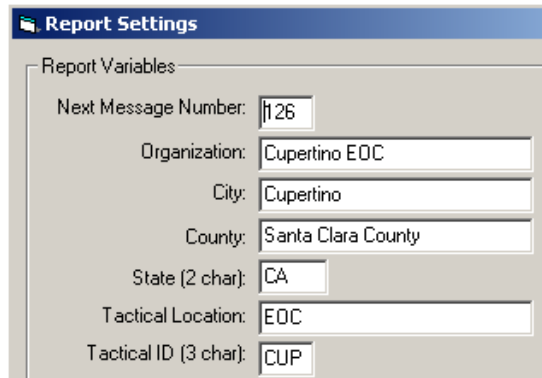 Report Settings
Report Variables
Next Message Number: 126
Organization: Cupertino EOC
City: Cupertino
County: Santa Clara County
State (2 char): CA
Tactical Location: EOC
Tactical ID (3 char): CUP